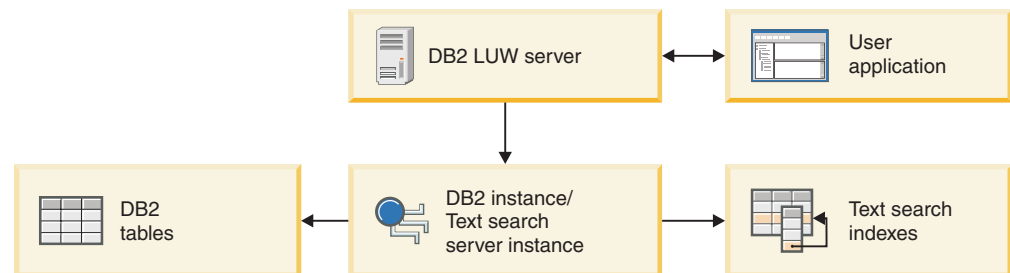 DB2 LUW server
User
application
DB2
tables
DB2 instance/
Text search
server instance
Text search
indexes